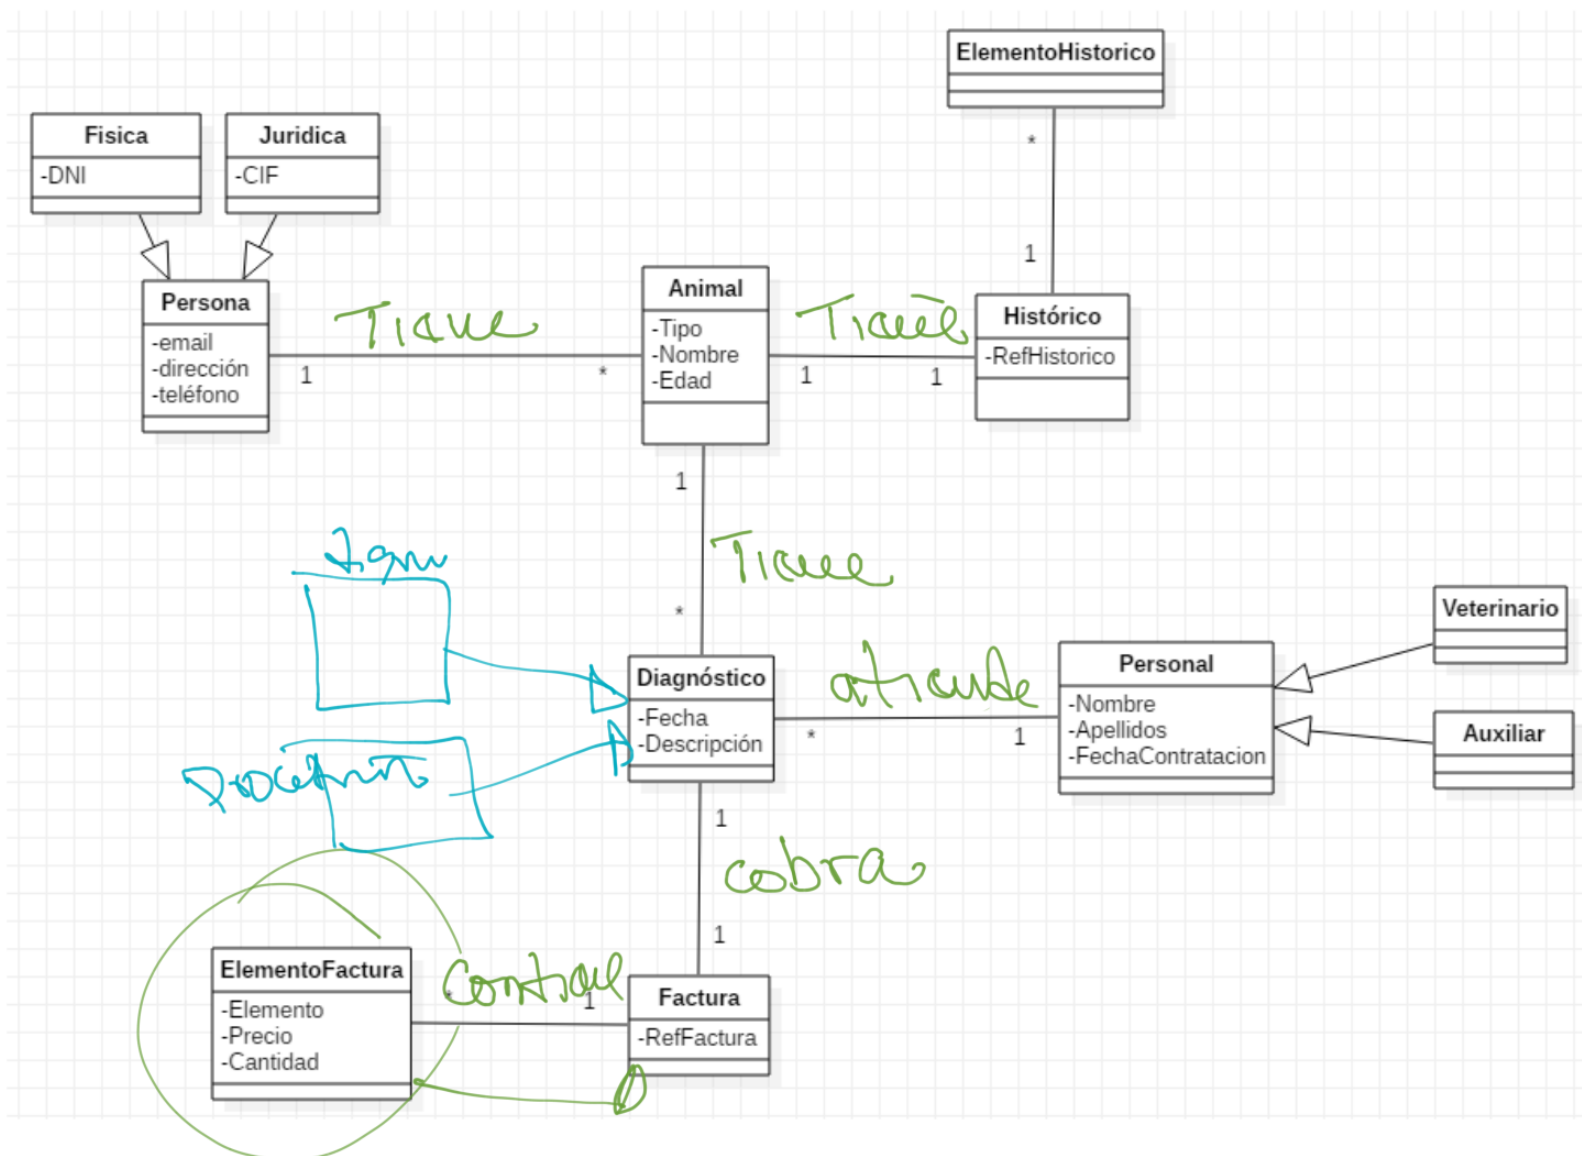 ElementoHistorico
*
1
Fisica
-DNI
Juridica
-CIF
Persona
-email
-dirección
-teléfono
Tiene
1
*
Animal
-Tipo
-Nombre
-Edad
Tiene
1
1
Histórico
-RefHistorico
1
Tiene
*
Diagnóstico
-Fecha
-Descripción
atiende
*
1
Personal
-Nombre
-Apellidos
-FechaContratacion
Veterinario
Auxiliar
1
cobra
1
ElementoFactura
-Elemento
-Precio
-Cantidad
Contiene
*
1
Factura
-RefFactura